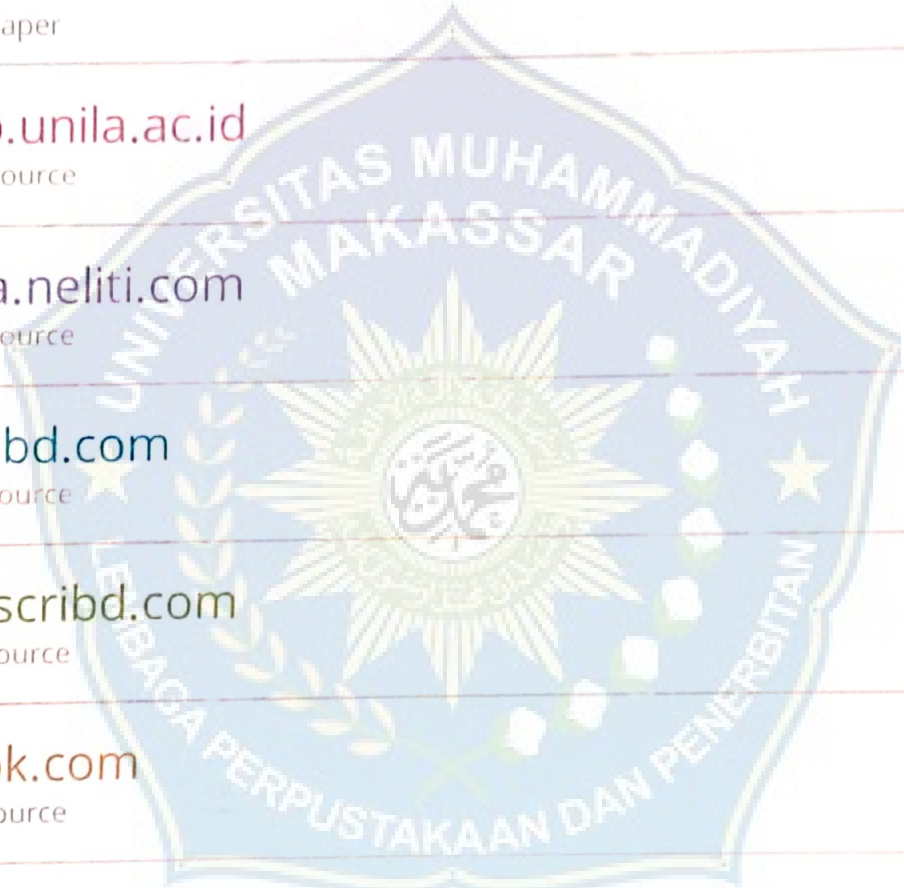 aper
.unila.ac.id
ource
a.neliti.com
ource
bd.com
ource
scribd.com
ource
k.com
ource
UNIVERSITAS MUHAMMADIYAH
MAKASSAR
محمدية
LEMBAGA PERPUSTAKAAN DAN PENERBITAN